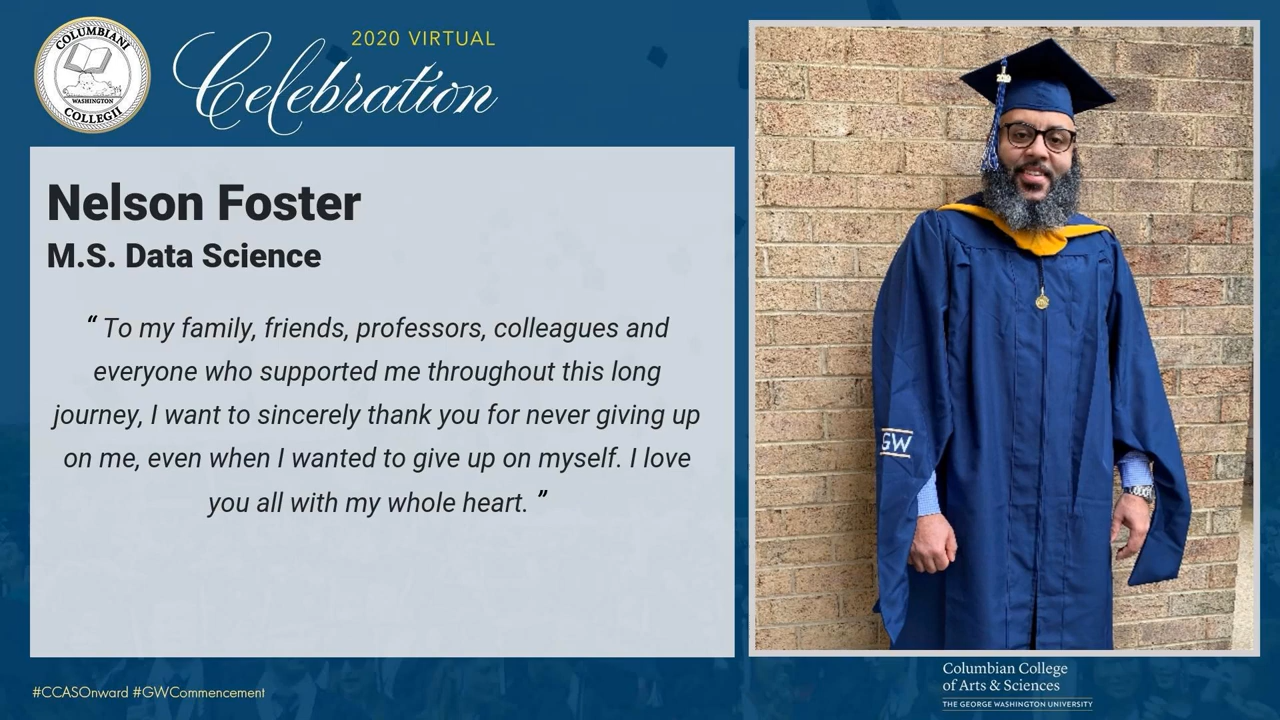 COLUMBIANI
WASHINGTON
COLLEGII
2020 VIRTUAL
Celebration
Nelson Foster
M.S. Data Science
“ To my family, friends, professors, colleagues and
everyone who supported me throughout this long
journey, I want to sincerely thank you for never giving up
on me, even when I wanted to give up on myself. I love
you all with my whole heart. ”
GW
#CCASOnward #GWCommencement
Columbian College
of Arts & Sciences
THE GEORGE WASHINGTON UNIVERSITY